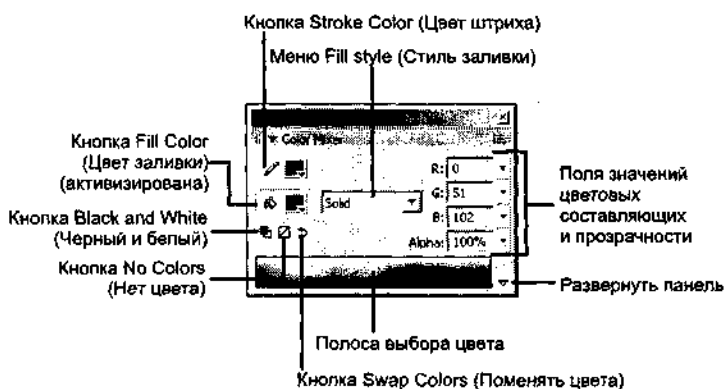 Кнопка Stroke Color (Цвет штриха)
Меню Fill style (Стиль заливки)
Color Mixer
Кнопка Fill Color
(Цвет заливки)
(активизирована)
Кнопка Black and White
(Черный и белый)
Кнопка No Colors
(Нет цвета)
Solid
R: 0
G: 51
B: 102
Alpha: 100%
Поля значений
цветовых
составляющих
и прозрачности
Развернуть панель
Полоса выбора цвета
Кнопка Swap Colors (Поменять цвета)